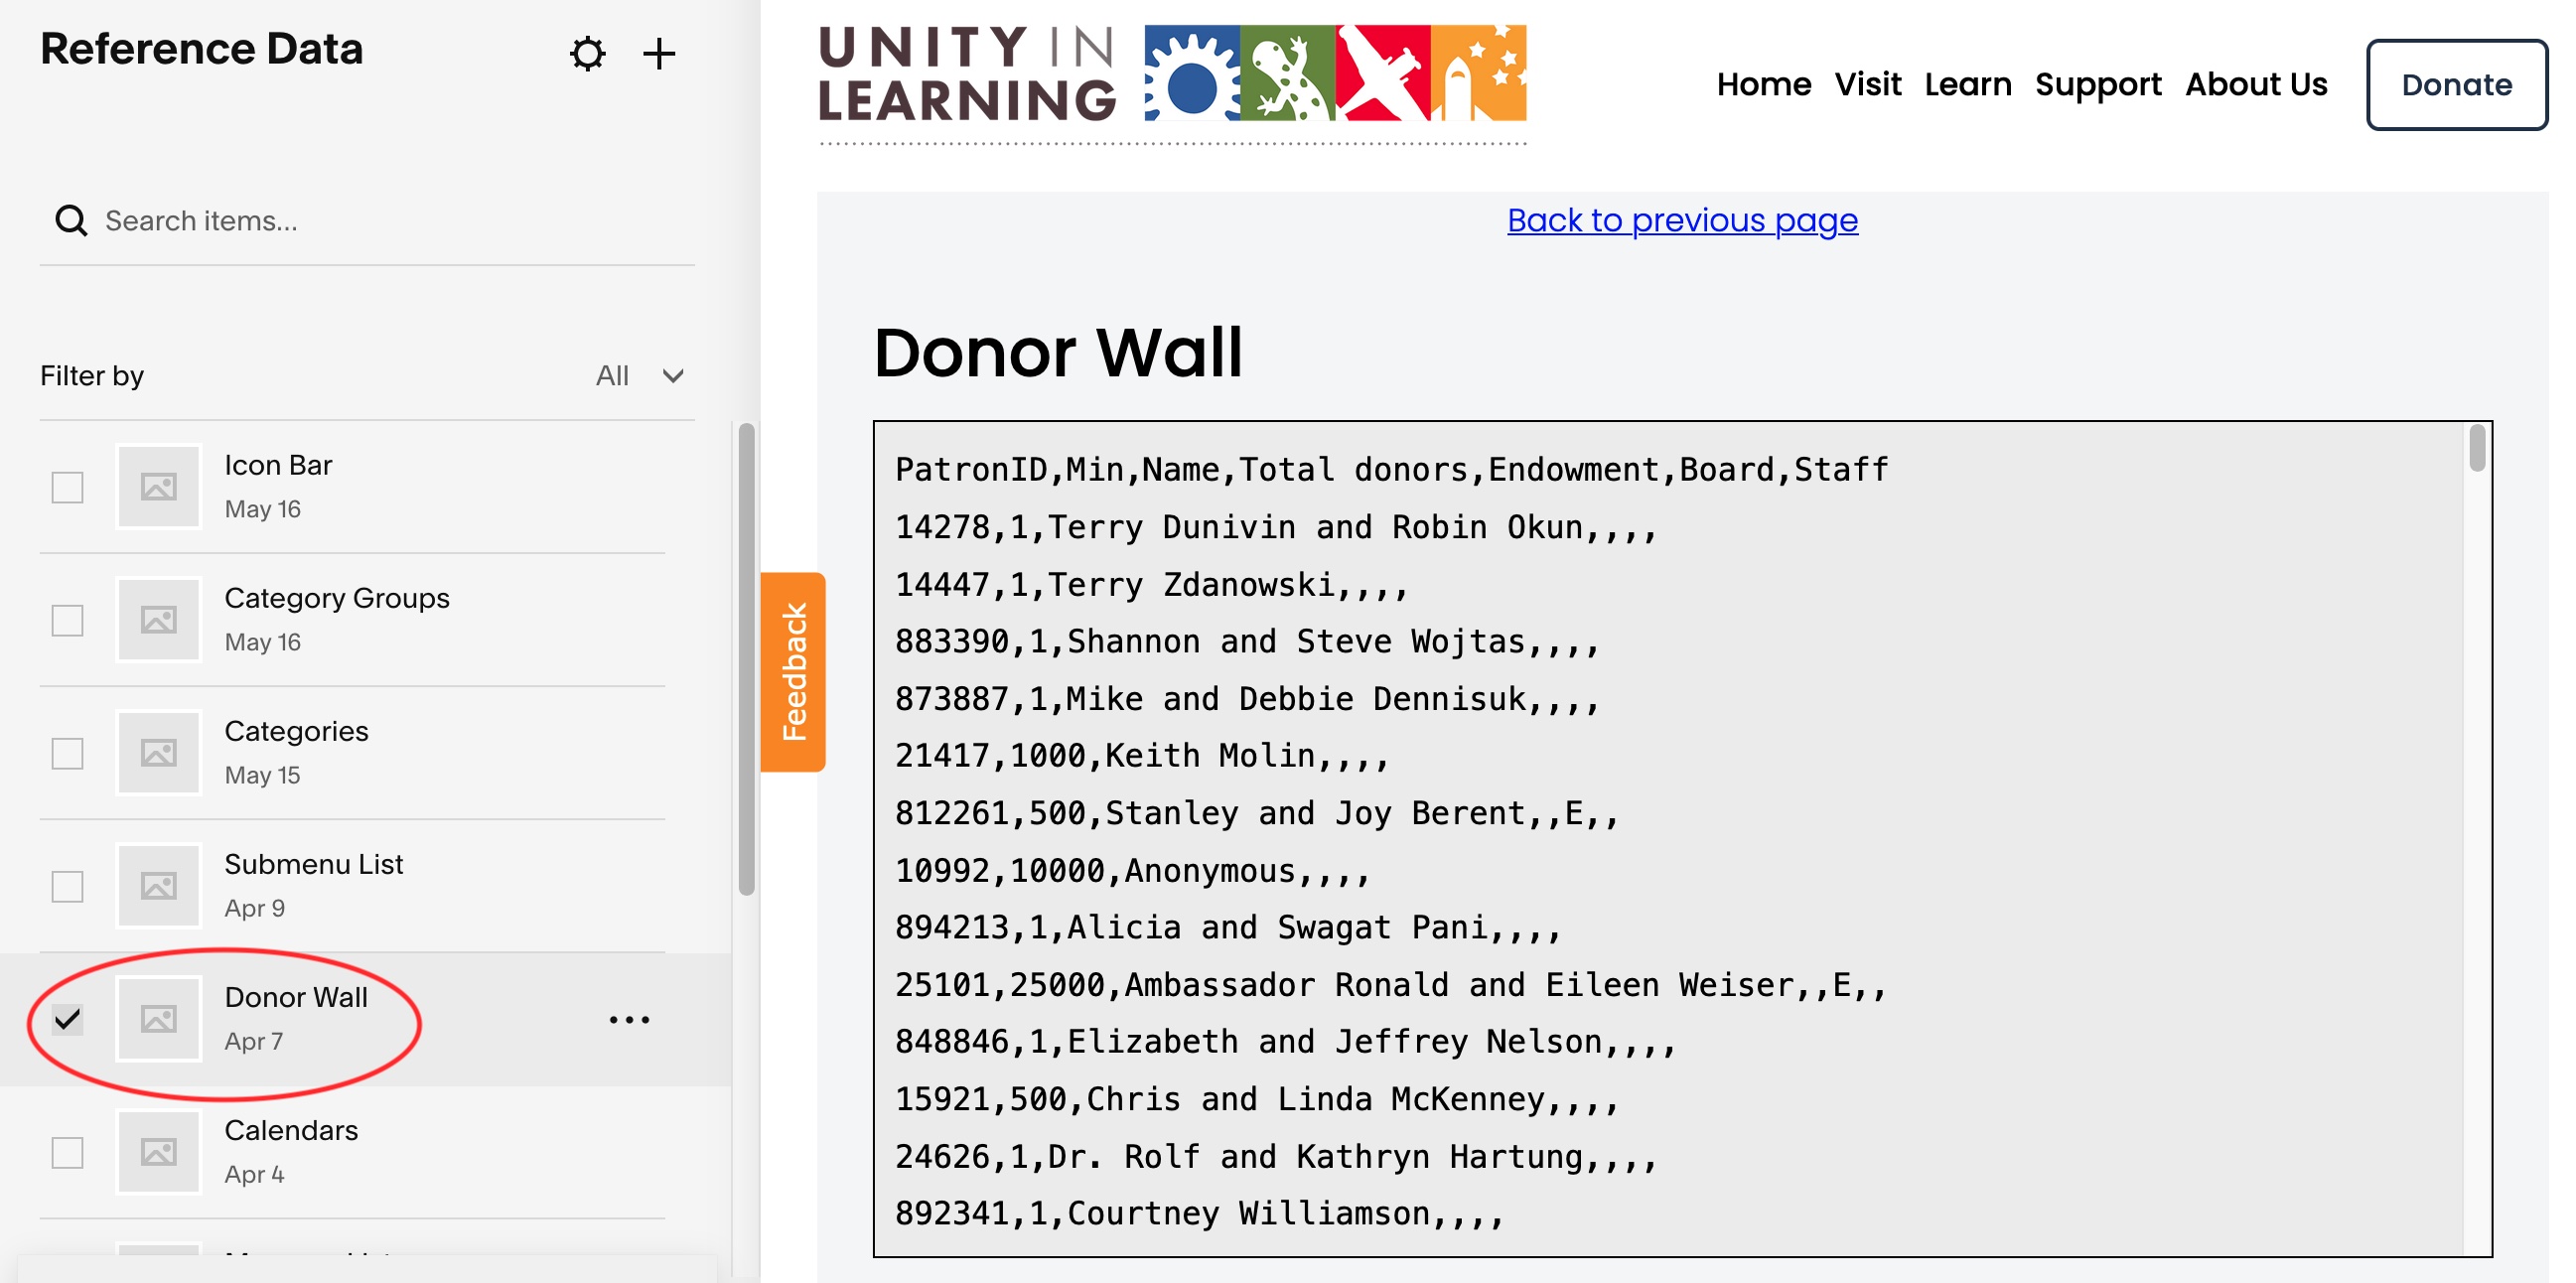 Reference Data
Search items...
Filter by
All
Icon Bar
May 16
Category Groups
May 16
Categories
May 15
Submenu List
Apr 9
Donor Wall
Apr 7
Calendars
Apr 4
UNITY IN
LEARNING
Home Visit Learn Support About Us
Donate
Feedback
Back to previous page
Donor Wall
PatronID,Min,Name,Total donors,Endowment,Board,Staff
14278,1,Terry Dunivin and Robin Okun,,,,
14447,1,Terry Zdanowski,,,,
883390,1,Shannon and Steve Wojtas,,,,
873887,1,Mike and Debbie Dennisuk,,,,
21417,1000,Keith Molin,,,,
812261,500,Stanley and Joy Berent,,E,,
10992,10000,Anonymous,,,,
894213,1,Alicia and Swagat Pani,,,,
25101,25000,Ambassador Ronald and Eileen Weiser,,E,,
848846,1,Elizabeth and Jeffrey Nelson,,,,
15921,500,Chris and Linda McKenney,,,,
24626,1,Dr. Rolf and Kathryn Hartung,,,,
892341,1,Courtney Williamson,,,,